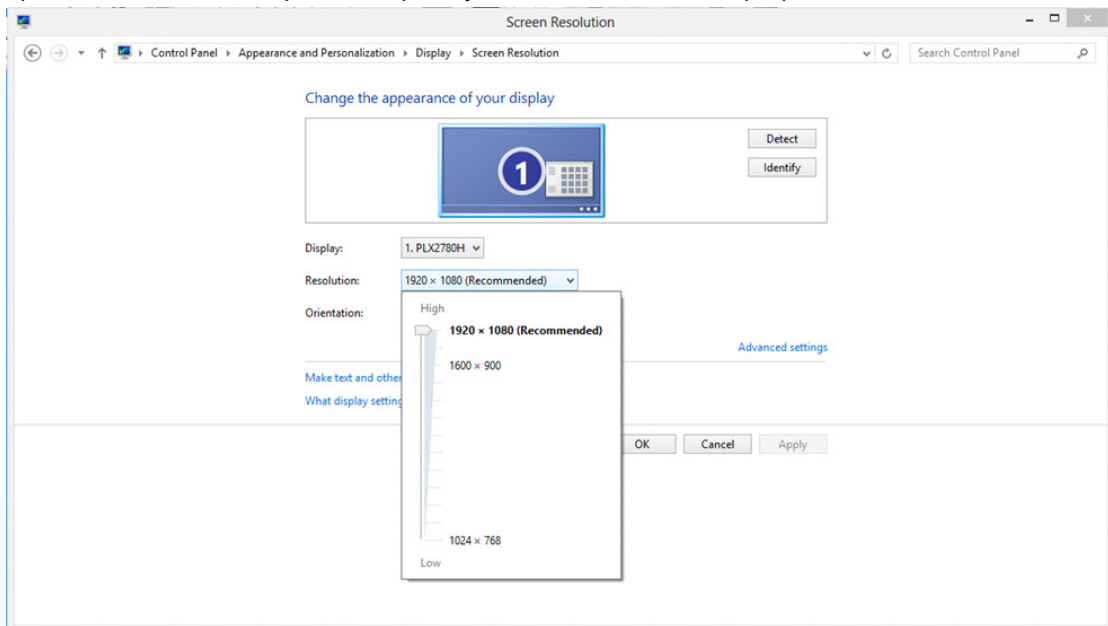 Screen Resolution
Control Panel Appearance and Personalization Display Screen Resolution
Search Control Panel
Change the appearance of your display
1
Detect
Identify
Display: 1. PLX2780H
Resolution: 1920 × 1080 (Recommended)
Orientation:
High
1920 × 1080 (Recommended)
1600 × 900
1024 × 768
Low
Advanced settings
Make text and other
What display setting
OK Cancel Apply